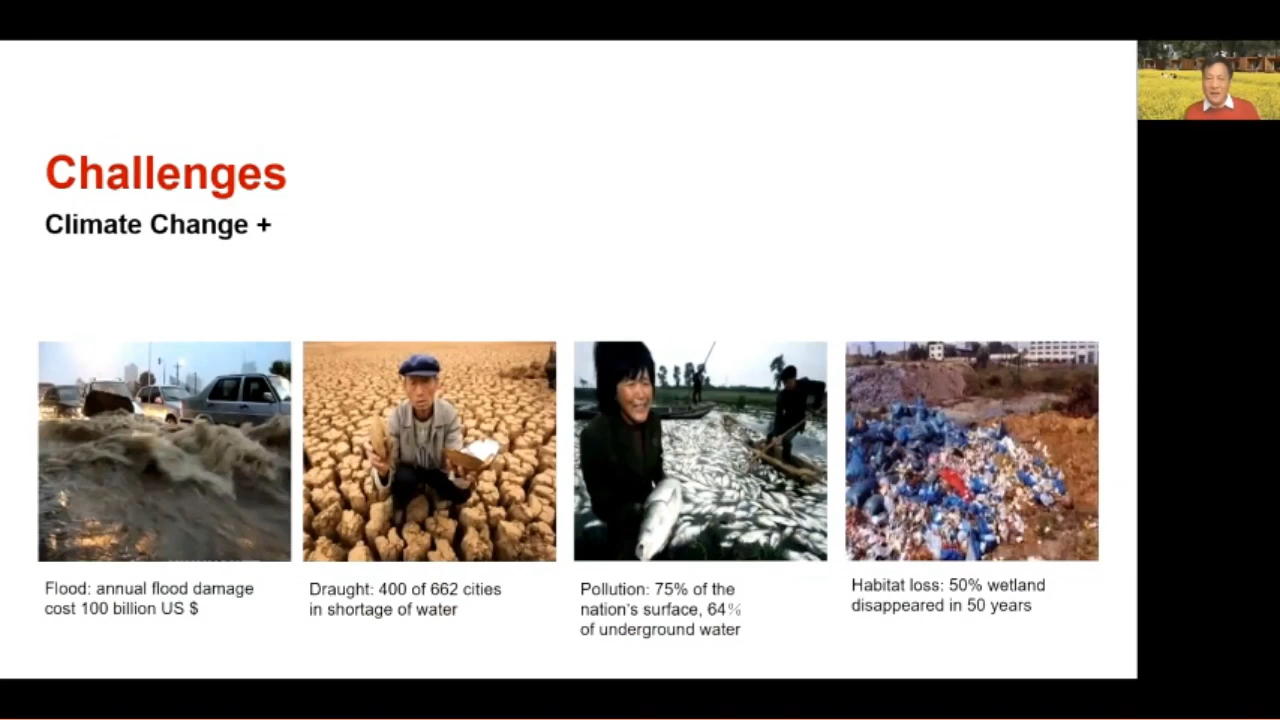 Challenges
Climate Change +
Flood: annual flood damage
cost 100 billion US $
Draught: 400 of 662 cities
in shortage of water
Pollution: 75% of the
nation's surface, 64%
of underground water
Habitat loss: 50% wetland
disappeared in 50 years